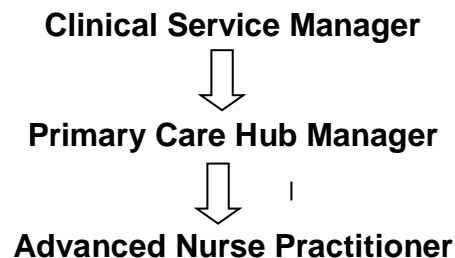 Clinical Service Manager
Primary Care Hub Manager
Advanced Nurse Practitioner